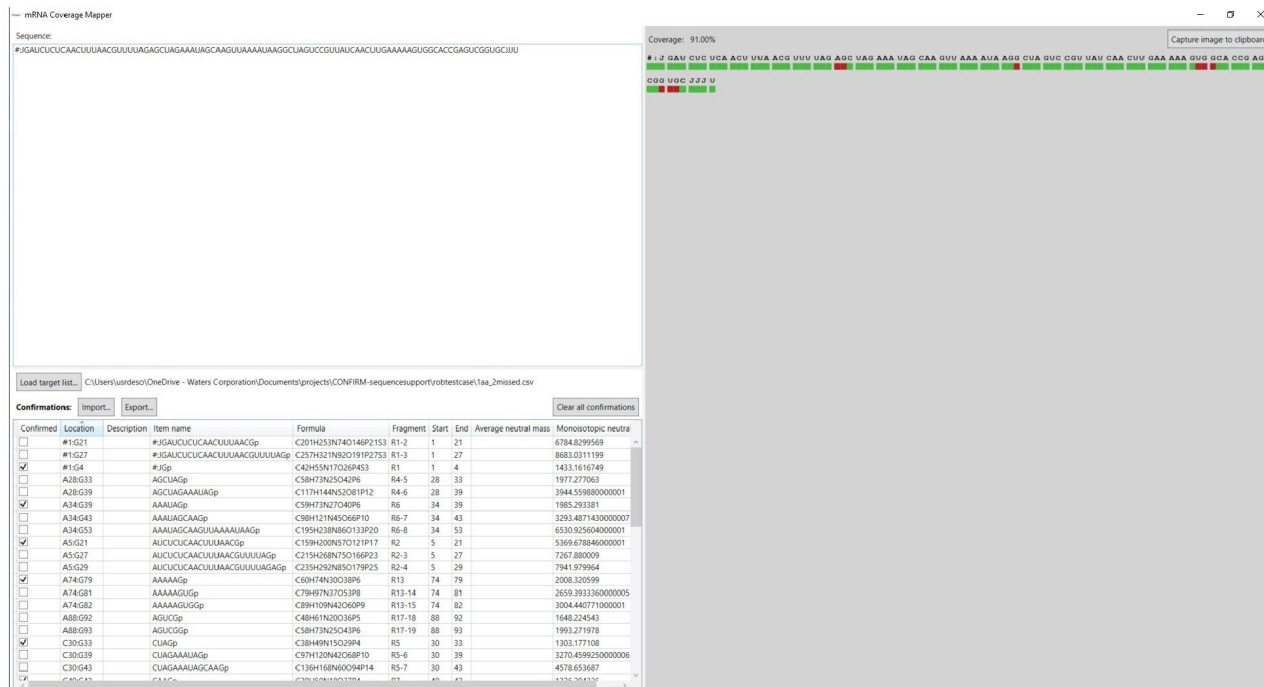 mRNA Coverage Mapper
Sequence:
#:JGAUCUCUCAACUUUAACGUUUUAGAGCUAGAAAUAGCAAGUUAAAAUAAGGCUAGUCCGUUAUCAACUUGAAAAAGUGGCACCGAGUCGGUGCJJJU
Coverage: 91.00%
Capture image to clipboard
#:J GAU CUC UCA ACU UUA ACG UUU UAG AGC UAG AAA UAG CAA GUU AAA AUA AGG CUA GUC CGU UAU CAA CUU GAA AAA GUG GCA CCG AG
CGG UGC JJJ U
Load target list... C:\Users\usrdeso\OneDrive - Waters Corporation\Documents\projects\CONFIRM-sequencesupport\robtestcase\1aa_2missed.csv
Confirmations: Import... Export... Clear all confirmations
Confirmed Location Description Item name Formula Fragment Start End Average neutral mass Monoisotopic neutra
#1:G21 #:JGAUCUCUCAACUUUAACGp C201H253N74O146P21S3 R1-2 1 21 6784.8299569
#1:G27 #:JGAUCUCUCAACUUUAACGUUUUAGp C257H321N92O191P27S3 R1-3 1 27 8683.0311199
#1:G4 #:JGp C42H55N17O26P4S3 R1 1 4 1433.1616749
A28:G33 AGCUAGp C58H73N25O42P6 R4-5 28 33 1977.277063
A28:G39 AGCUAGAAAUAGp C117H144N52O81P12 R4-6 28 39 3944.559880000001
A34:G39 AAAUAGp C59H73N27O40P6 R6 34 39 1985.293381
A34:G43 AAAUAGCAAGp C98H121N45O66P10 R6-7 34 43 3293.4871430000007
A34:G53 AAAUAGCAAGUUAAAAUAAGp C195H238N86O133P20 R6-8 34 53 6530.925604000001
A5:G21 AUCUCUCAACUUUAACGp C159H200N57O121P17 R2 5 21 5369.678846000001
A5:G27 AUCUCUCAACUUUAACGUUUUAGp C215H268N75O166P23 R2-3 5 27 7267.880009
A5:G29 AUCUCUCAACUUUAACGUUUUAGAGp C235H292N85O179P25 R2-4 5 29 7941.979964
A74:G79 AAAAAGp C60H74N30O38P6 R13 74 79 2008.320599
A74:G81 AAAAAGUGp C79H97N37O53P8 R13-14 74 81 2659.3933360000005
A74:G82 AAAAAGUGGp C89H109N42O60P9 R13-15 74 82 3004.440771000001
A88:G92 AGUCGp C48H61N20O36P5 R17-18 88 92 1648.224543
A88:G93 AGUCGGp C58H73N25O43P6 R17-19 88 93 1993.271978
C30:G33 CUAGp C38H49N15O29P4 R5 30 33 1303.177108
C30:G39 CUAGAAAUAGp C97H120N42O68P10 R5-6 30 39 3270.4599250000006
C30:G43 CUAGAAAUAGCAAGp C136H168N60O94P14 R5-7 30 43 4578.653687